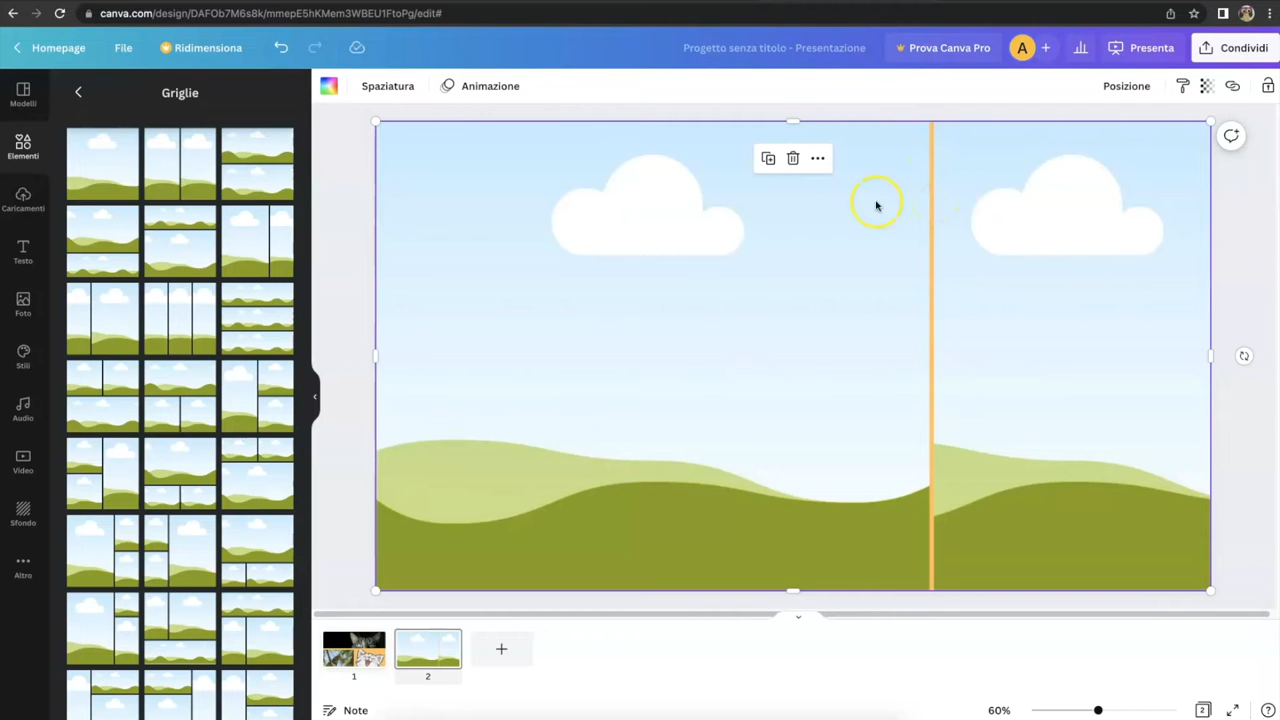 canva.com/design/DAFOb7M6s8k/mmepE5hKMem3WBEU1FtoPg/edit#
Homepage File Ridimensiona Progetto senza titolo - Presentazione Prova Canva Pro A Presenta Condividi
Modelli
Elementi
Caricamenti
Testo
Foto
Stili
Audio
Video
Sfondo
Altro
Griglie
Spaziatura Animazione Posizione
1 2
Note 60% 2